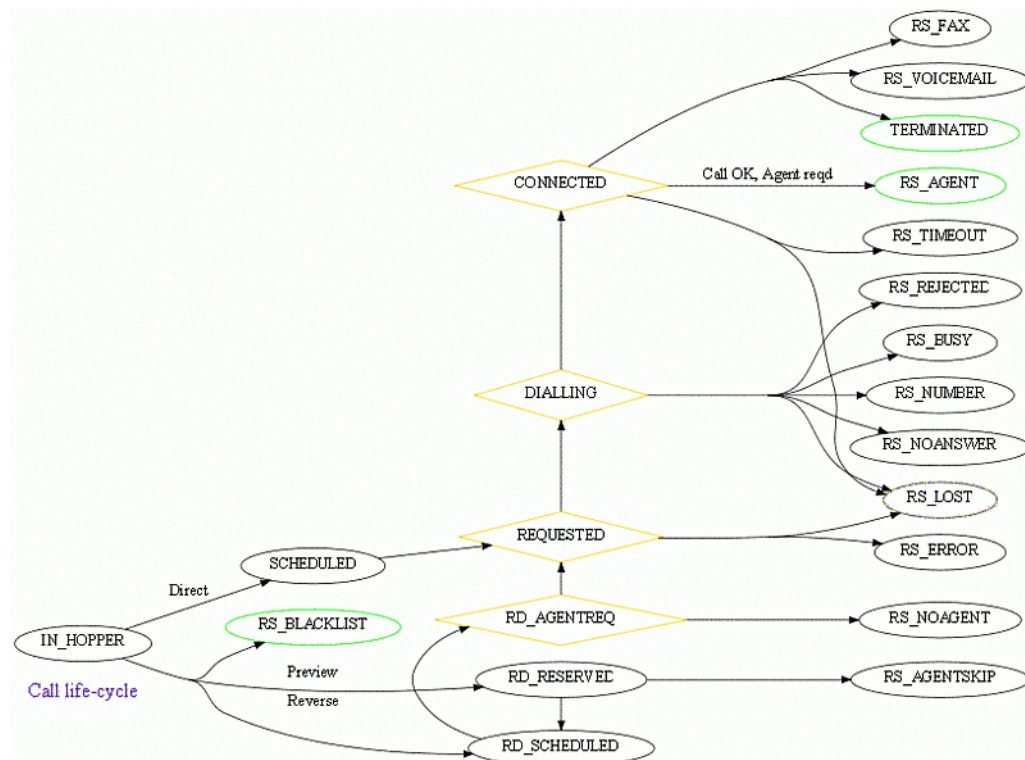 RS_FAX
RS_VOICEMAIL
TERMINATED
CONNECTED
Call OK, Agent reqd
RS_AGENT
RS_TIMEOUT
RS_REJECTED
RS_BUSY
DIALLING
RS_NUMBER
RS_NOANSWER
RS_LOST
REQUESTED
RS_ERROR
SCHEDULED
Direct
RS_BLACKLIST
RD_AGENTREQ
RS_NOAGENT
IN_HOPPER
Preview
RD_RESERVED
RS_AGENTSKIP
Call life-cycle
Reverse
RD_SCHEDULED